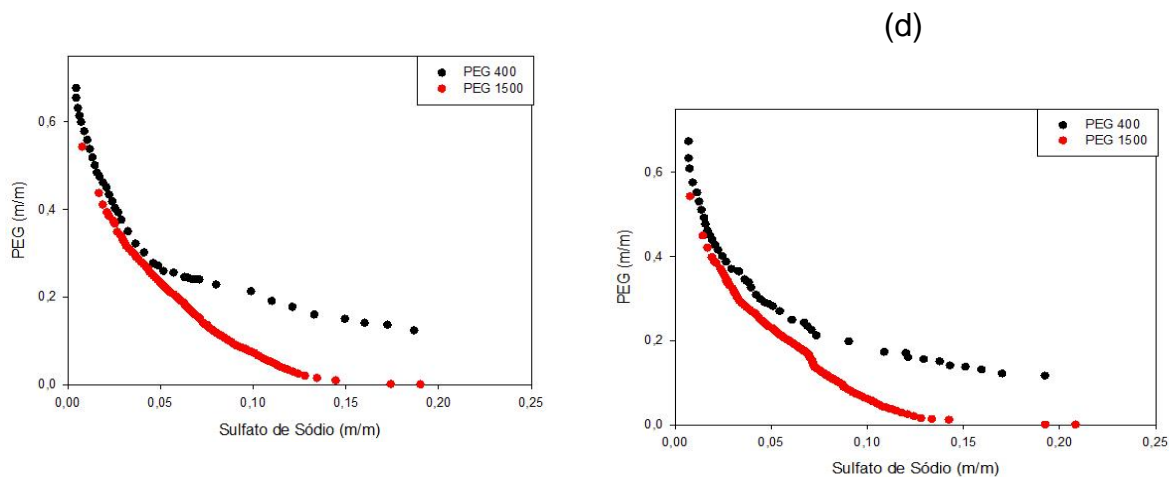 (d)
PEG 400
PEG 1500
0,6
0,4
0,2
0,0
PEG (m/m)
0,00 0,05 0,10 0,15 0,20 0,25
Sulfato de Sódio (m/m)
PEG 400
PEG 1500
0,6
0,4
0,2
0,0
PEG (m/m)
0,00 0,05 0,10 0,15 0,20 0,25
Sulfato de Sódio (m/m)